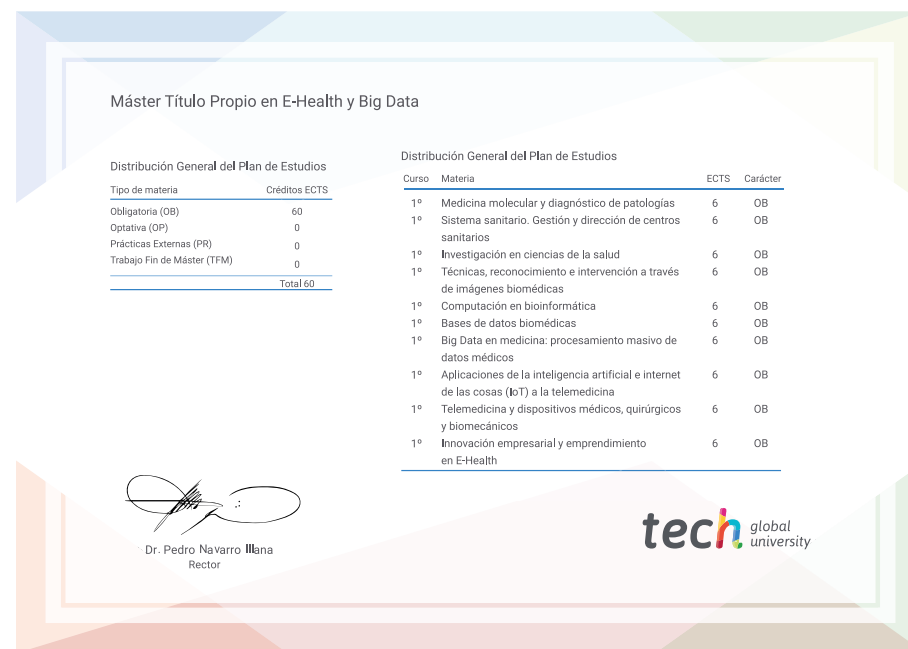 Máster Título Propio en E-Health y Big Data
Distribución General del Plan de Estudios
Tipo de materia Créditos ECTS
Obligatoria (OB) 60
Optativa (OP) 0
Prácticas Externas (PR) 0
Trabajo Fin de Máster (TFM) 0
Total 60
Distribución General del Plan de Estudios
Curso Materia ECTS Carácter
1º Medicina molecular y diagnóstico de patologías 6 OB
1º Sistema sanitario. Gestión y dirección de centros 6 OB
sanitarios
1º Investigación en ciencias de la salud 6 OB
1º Técnicas, reconocimiento e intervención a través 6 OB
de imágenes biomédicas
1º Computación en bioinformática 6 OB
1º Bases de datos biomédicas 6 OB
1º Big Data en medicina: procesamiento masivo de 6 OB
datos médicos
1º Aplicaciones de la inteligencia artificial e internet 6 OB
de las cosas (IoT) a la telemedicina
1º Telemedicina y dispositivos médicos, quirúrgicos 6 OB
y biomecánicos
1º Innovación empresarial y emprendimiento 6 OB
en E-Health
Dr. Pedro Navarro Illana
Rector
tech global
university